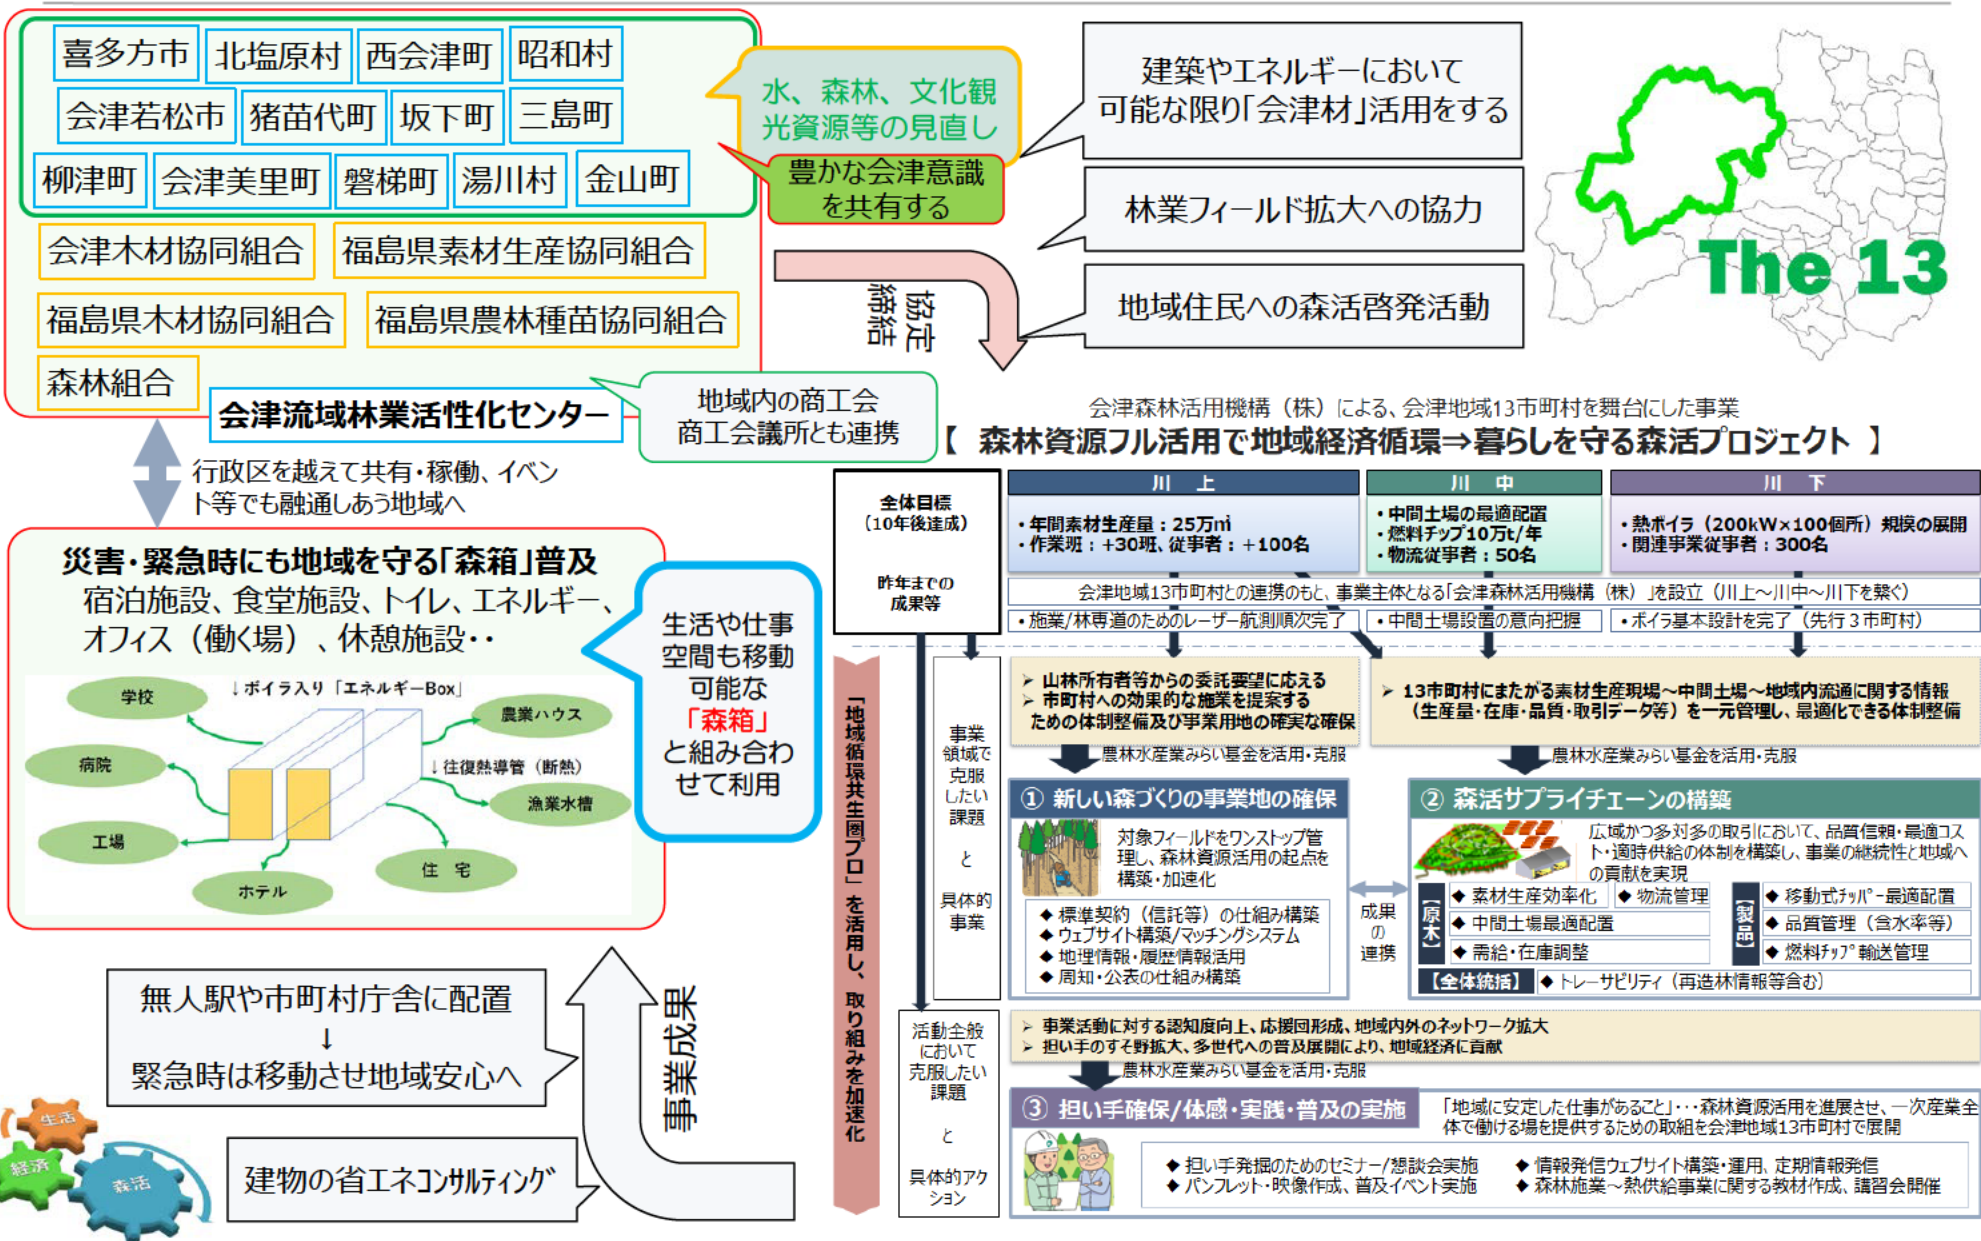 喜多方市
北塩原村
西会津町
昭和村
会津若松市
猪苗代町
坂下町
三島町
柳津町
会津美里町
磐梯町
湯川村
金山町
会津木材協同組合
福島県素材生産協同組合
福島県木材協同組合
福島県農林種苗協同組合
森林組合
会津流域林業活性化センター
水、森林、文化観
光資源等の見直し
豊かな会津意識
を共有する
地域内の商工会
商工会議所とも連携
協定
締結
建築やエネルギーにおいて
可能な限り「会津材」活用をする
林業フィールド拡大への協力
地域住民への森活啓発活動
The 13
行政区を越えて共有・稼働、イベン
ト等でも融通しあう地域へ
災害・緊急時にも地域を守る「森箱」普及
宿泊施設、食堂施設、トイレ、エネルギー、
オフィス（働く場）、休憩施設・・
↓ボイラ入り「エネルギーBox」
学校
農業ハウス
病院
↓往復熱導管（断熱）
漁業水槽
工場
住 宅
ホテル
生活や仕事
空間も移動
可能な
「森箱」
と組み合わ
せて利用
無人駅や市町村庁舎に配置
↓
緊急時は移動させ地域安心へ
建物の省エネコンサルティング
事業成果
生活
経済
森活
会津森林活用機構（株）による、会津地域13市町村を舞台にした事業
【 森林資源フル活用で地域経済循環⇒暮らしを守る森活プロジェクト 】
全体目標
（10年後達成）
昨年までの
成果等
川 上
・年間素材生産量：25万㎥
・作業班：+30班、従事者：+100名
川 中
・中間土場の最適配置
・燃料チップ10万t/年
・物流従事者：50名
川 下
・熱ボイラ（200kW×100個所）規模の展開
・関連事業従事者：300名
会津地域13市町村との連携のもと、事業主体となる「会津森林活用機構（株）」を設立（川上～川中～川下を繋ぐ）
・施業/林専道のためのレーザー航測順次完了
・中間土場設置の意向把握
・ボイラ基本設計を完了（先行３市町村）
「地域循環共生圏プロ」を活用し、取り組みを加速化
事業
領域で
克服
したい
課題
と
具体的
事業
➢ 山林所有者等からの委託要望に応える
➢ 市町村への効果的な施業を提案する
ための体制整備及び事業用地の確実な確保
➢ 13市町村にまたがる素材生産現場～中間土場～地域内流通に関する情報
（生産量・在庫・品質・取引データ等）を一元管理し、最適化できる体制整備
農林水産業みらい基金を活用・克服
農林水産業みらい基金を活用・克服
① 新しい森づくりの事業地の確保
対象フィールドをワンストップ管
理し、森林資源活用の起点を
構築・加速化
◆ 標準契約（信託等）の仕組み構築
◆ ウェブサイト構築/マッチングシステム
◆ 地理情報・履歴情報活用
◆ 周知・公表の仕組み構築
成果
の
連携
② 森活サプライチェーンの構築
広域かつ多対多の取引において、品質信頼・最適コス
ト・適時供給の体制を構築し、事業の継続性と地域へ
の貢献を実現
【原木】
◆ 素材生産効率化
◆ 物流管理
◆ 中間土場最適配置
◆ 需給・在庫調整
【製品】
◆ 移動式ﾁｯﾊﾟｰ最適配置
◆ 品質管理（含水率等）
◆ 燃料ﾁｯﾌﾟ輸送管理
【全体統括】
◆ トレーサビリティ（再造林情報等含む）
活動全般
において
克服したい
課題
と
具体的アク
ション
➢ 事業活動に対する認知度向上、応援団形成、地域内外のネットワーク拡大
➢ 担い手のすそ野拡大、多世代への普及展開により、地域経済に貢献
農林水産業みらい基金を活用・克服
③ 担い手確保/体感・実践・普及の実施
「地域に安定した仕事があること」・・・森林資源活用を進展させ、一次産業全
体で働ける場を提供するための取組を会津地域13市町村で展開
◆ 担い手発掘のためのセミナー/懇談会実施
◆ パンフレット・映像作成、普及イベント実施
◆ 情報発信ウェブサイト構築・運用、定期情報発信
◆ 森林施業～熱供給事業に関する教材作成、講習会開催